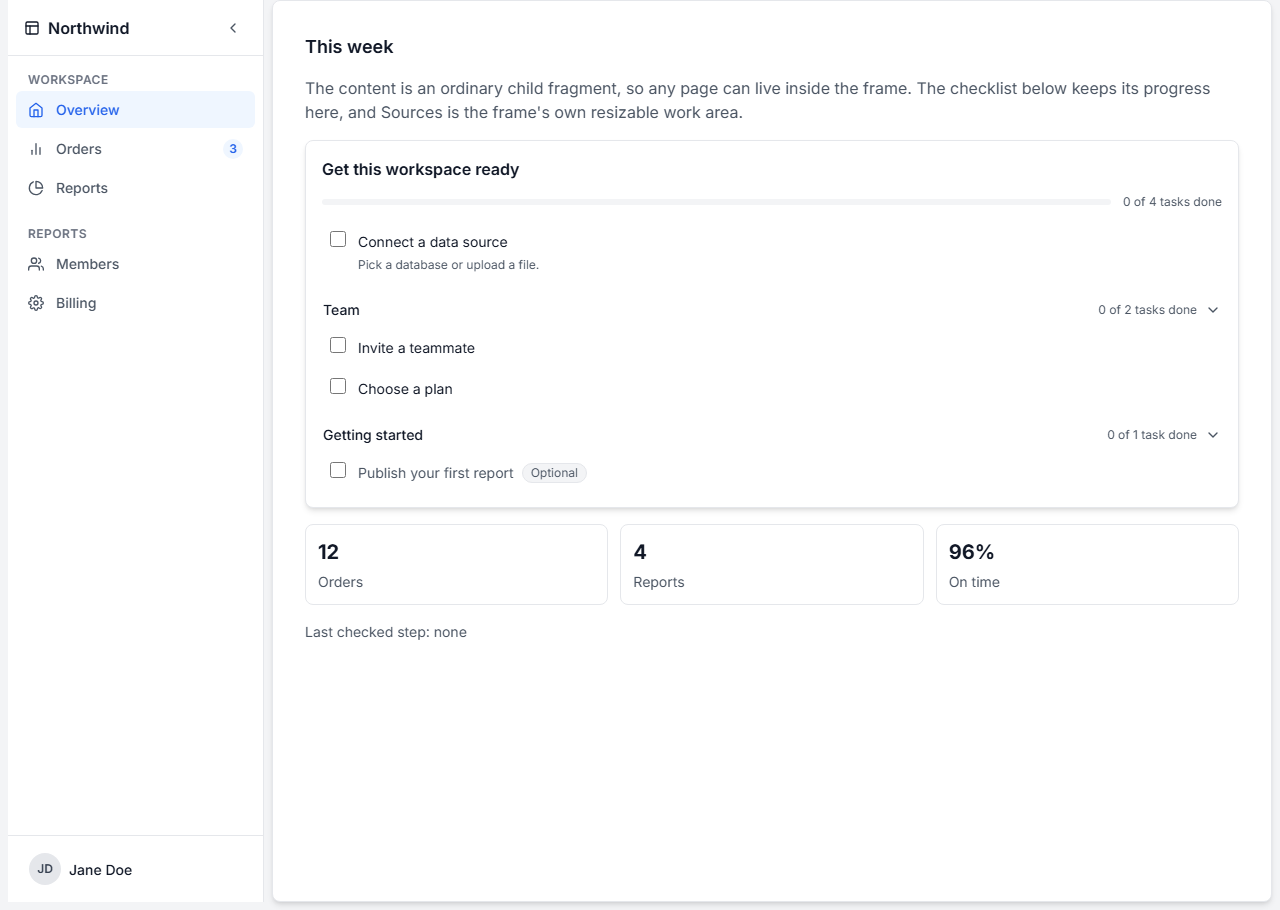 Northwind
WORKSPACE
Overview
Orders 3
Reports
REPORTS
Members
Billing
JD Jane Doe
This week
The content is an ordinary child fragment, so any page can live inside the frame. The checklist below keeps its progress
here, and Sources is the frame's own resizable work area.
Get this workspace ready
0 of 4 tasks done
Connect a data source
Pick a database or upload a file.
Team 0 of 2 tasks done
Invite a teammate
Choose a plan
Getting started 0 of 1 task done
Publish your first report Optional
12 4 96%
Orders Reports On time
Last checked step: none